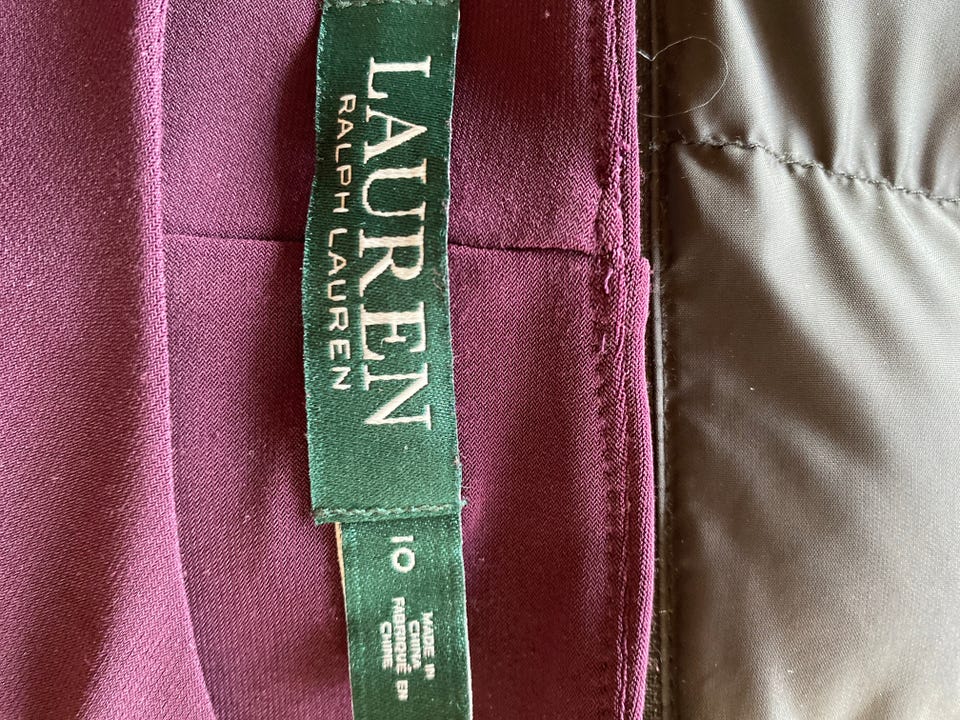 LAUREN
RALPH LAUREN
10
MADE IN
CHINA
FABRIQUÉ EN
CHINE